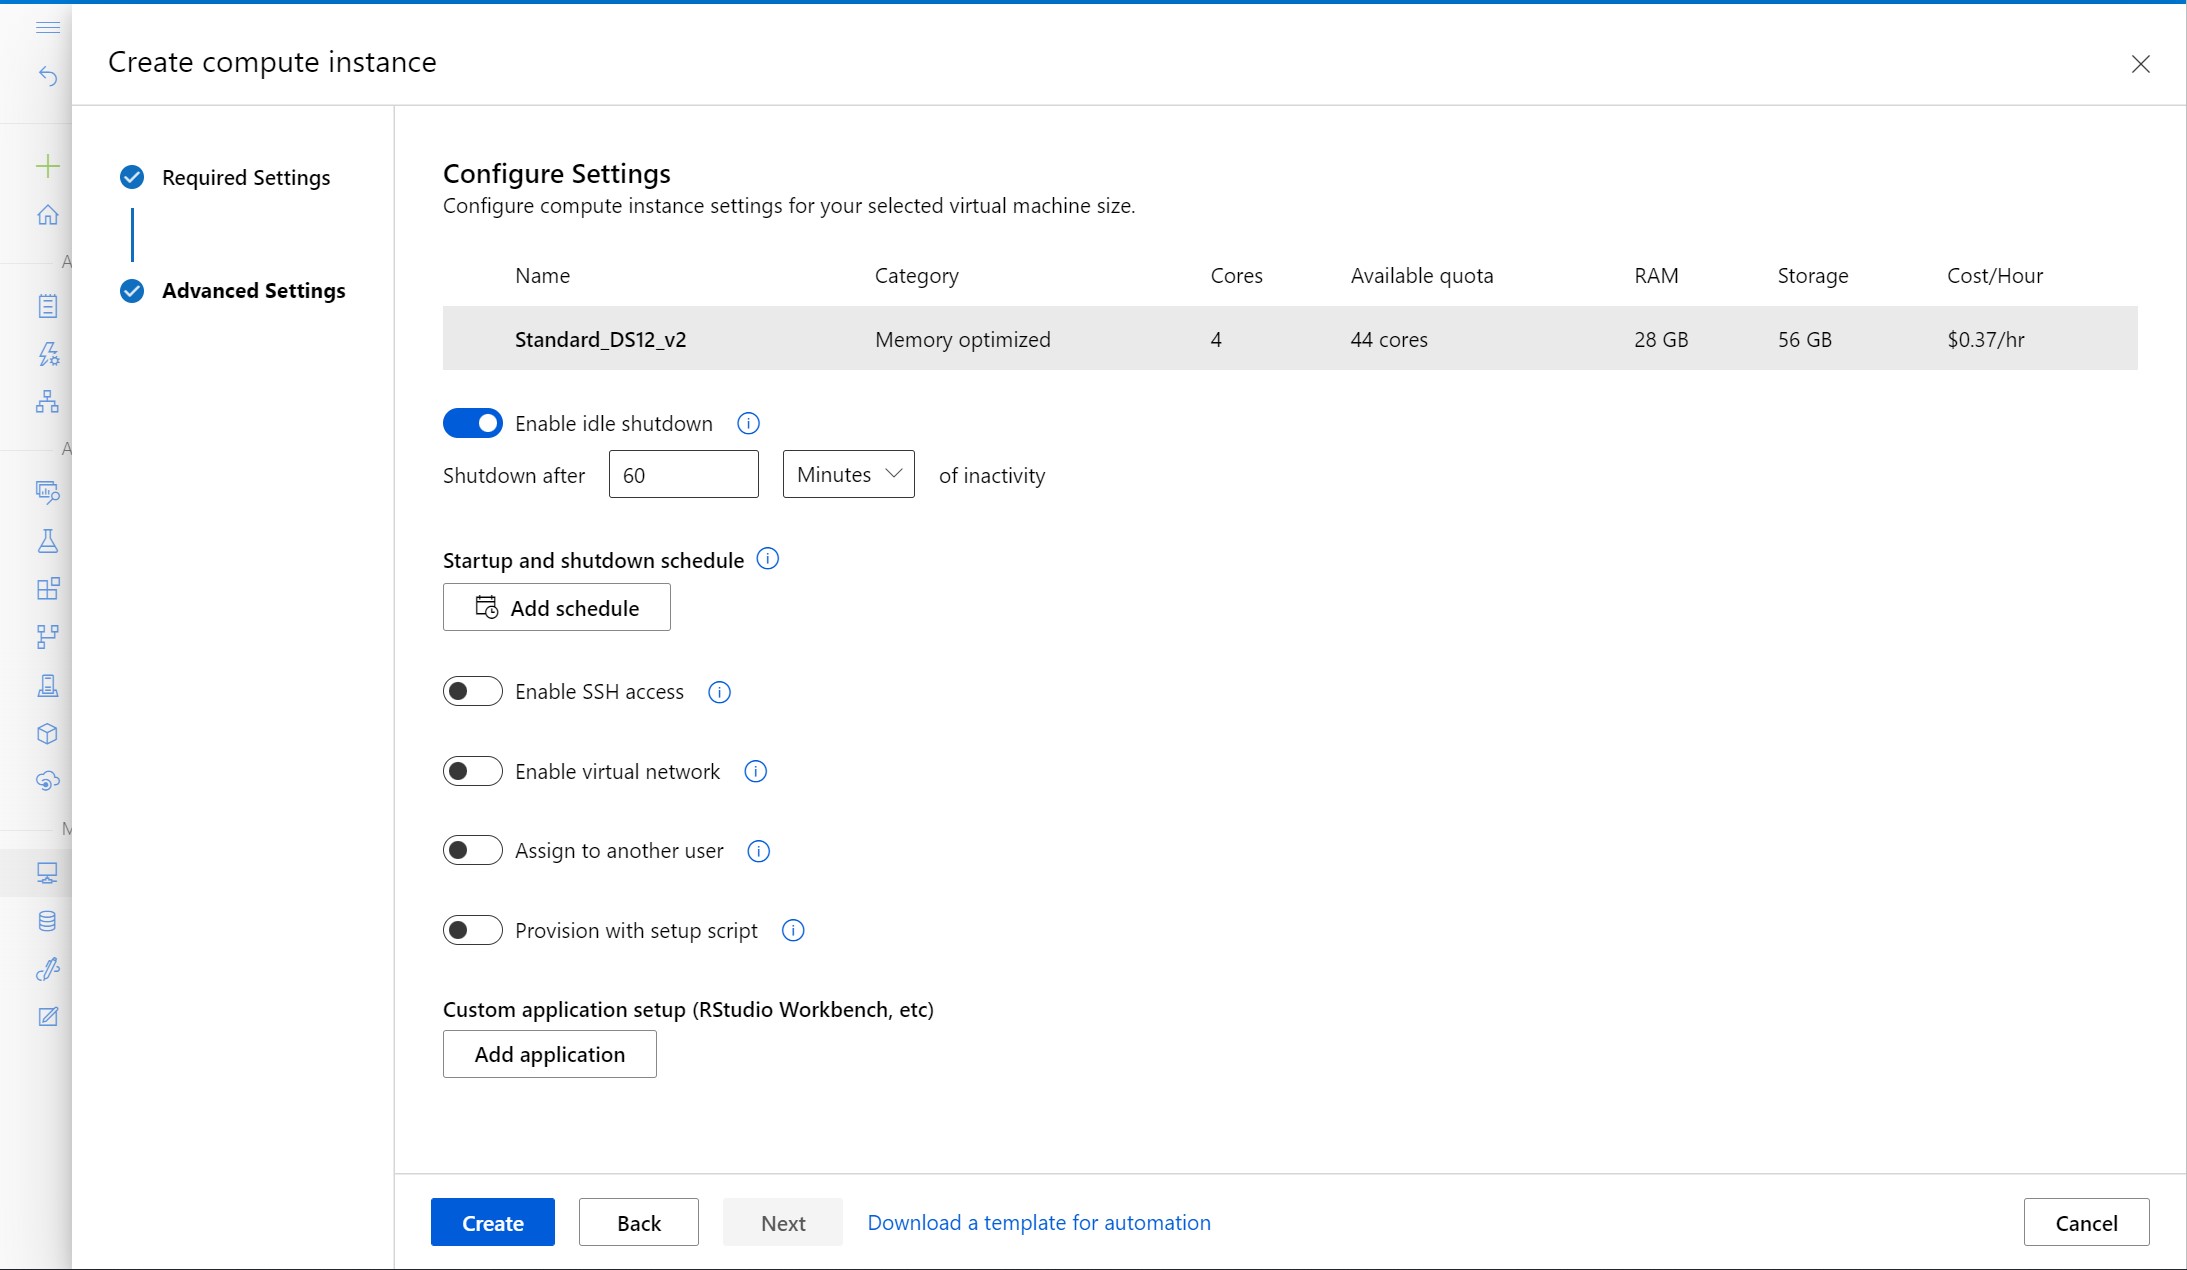 Create compute instance
Required Settings
Advanced Settings
Configure Settings
Configure compute instance settings for your selected virtual machine size.
Name Category Cores Available quota RAM Storage Cost/Hour
Standard_DS12_v2 Memory optimized 4 44 cores 28 GB 56 GB $0.37/hr
Enable idle shutdown
Shutdown after 60 Minutes of inactivity
Startup and shutdown schedule
Add schedule
Enable SSH access
Enable virtual network
Assign to another user
Provision with setup script
Custom application setup (RStudio Workbench, etc)
Add application
Create Back Next Download a template for automation Cancel
A
A
M